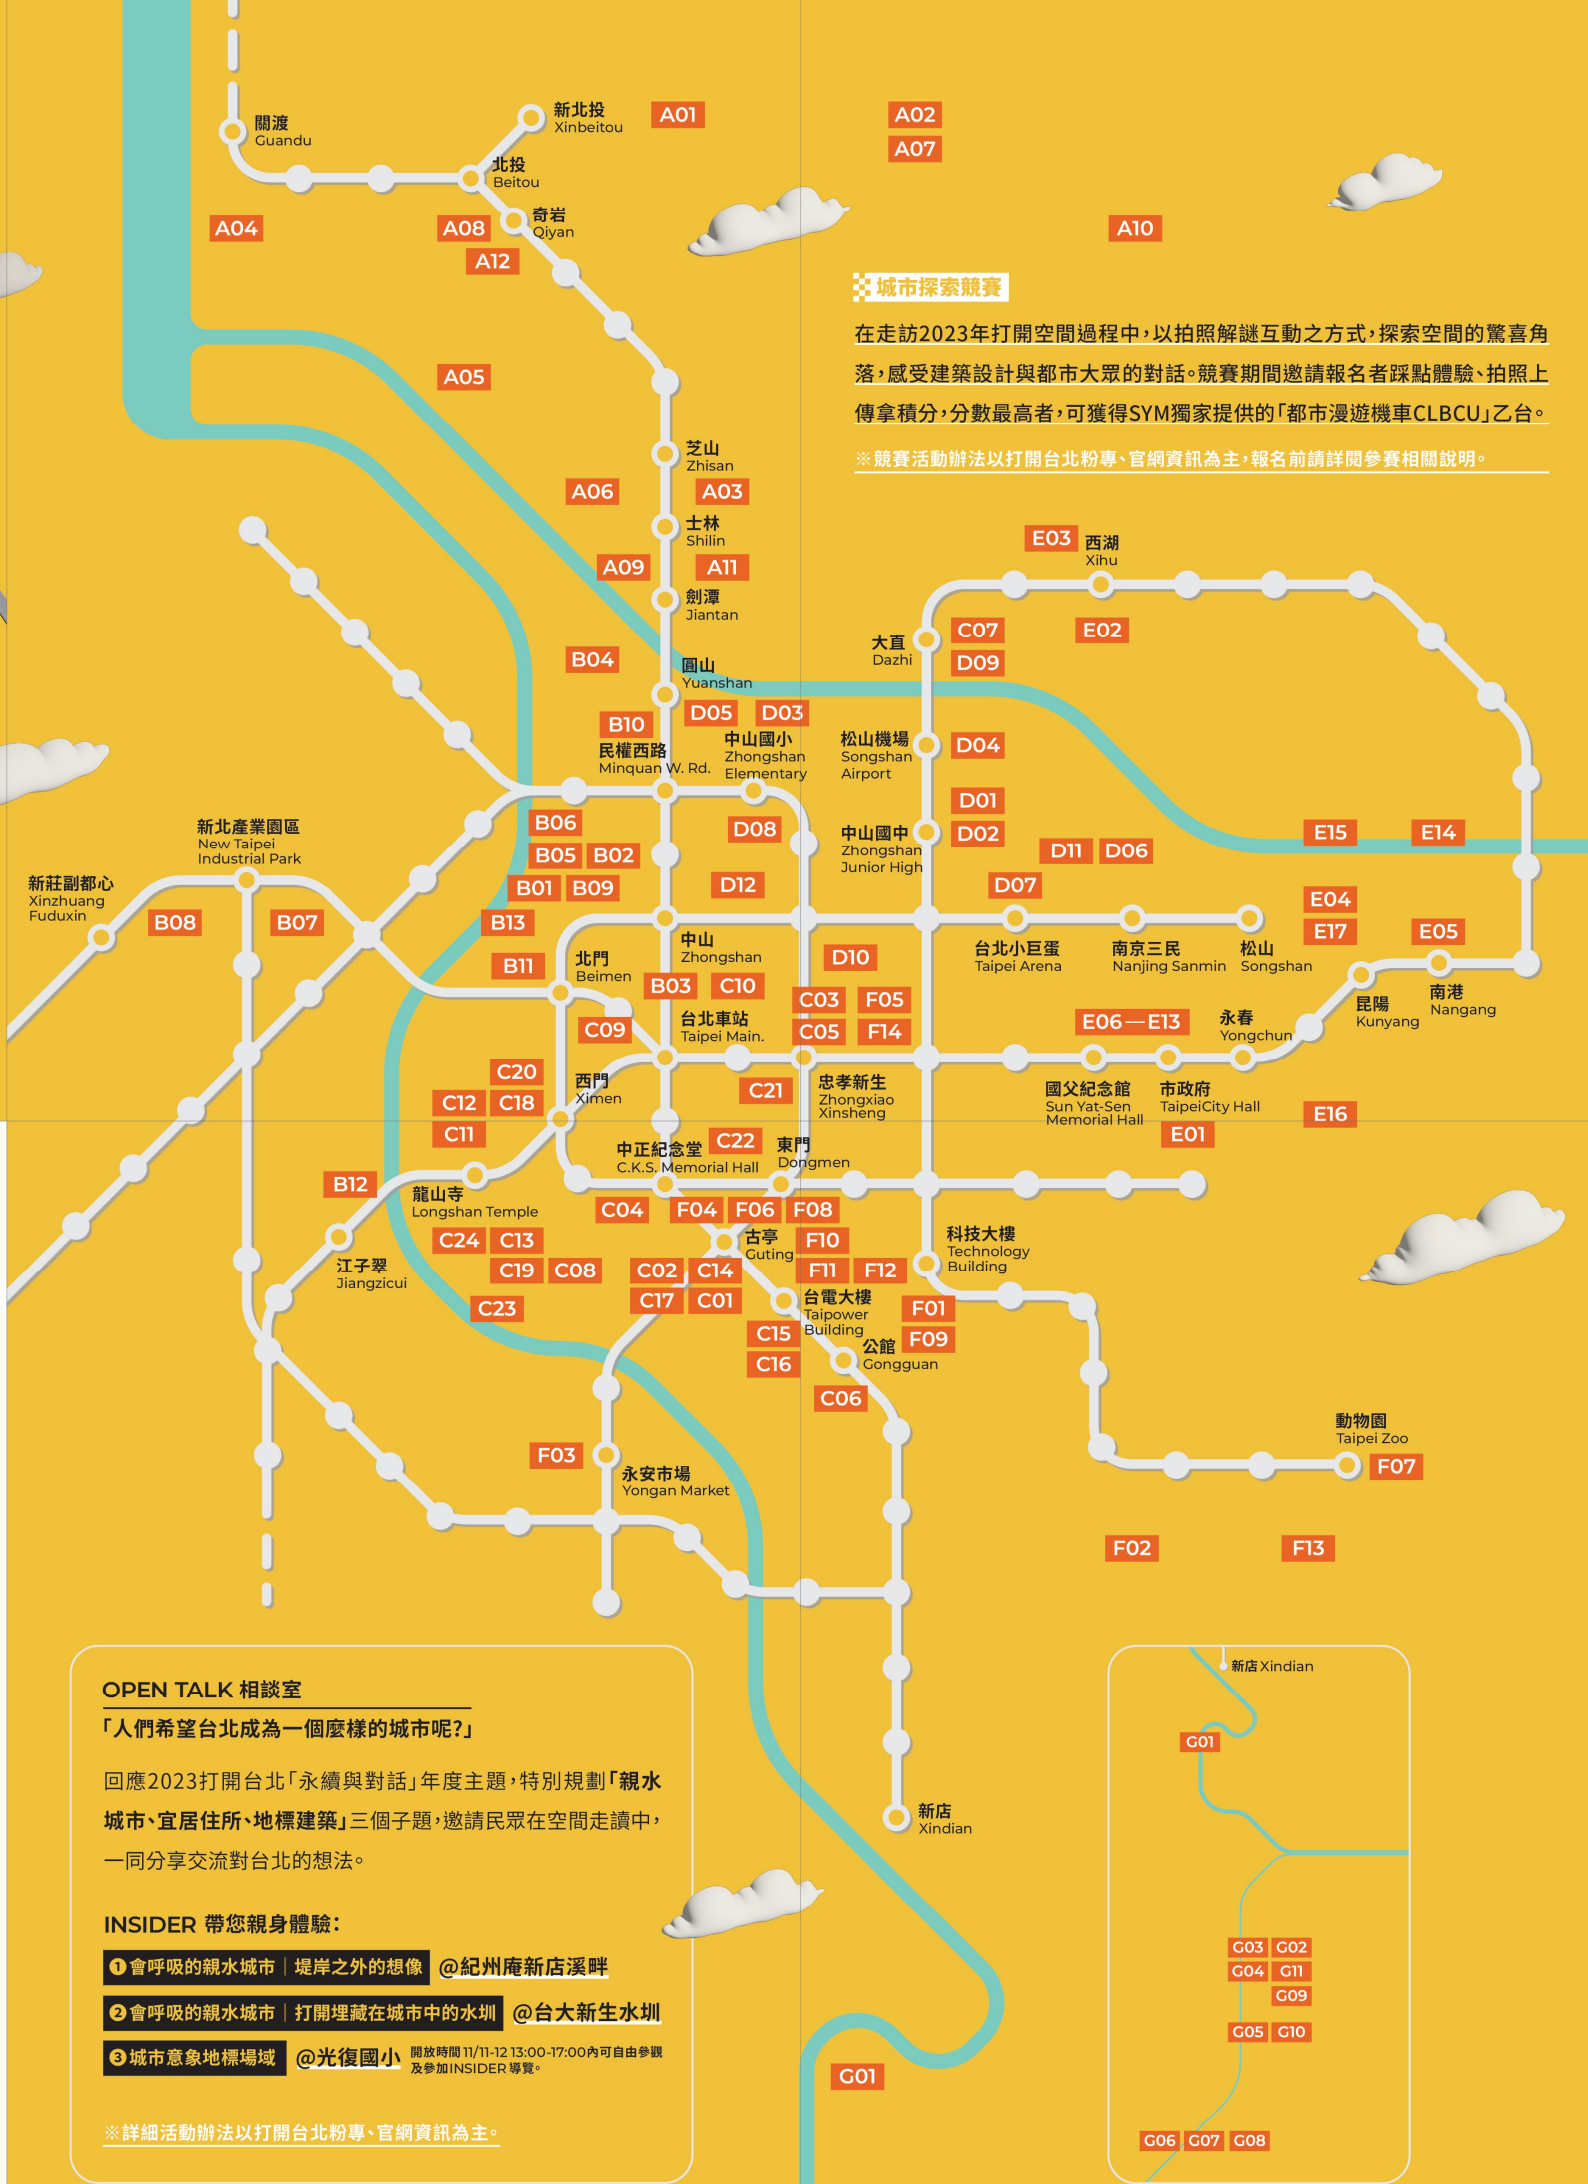 關渡
Guandu
新北投
Xinbeitou
A01
A02
A07
北投
Beitou
A04
A08
奇岩
Qiyan
A12
A10
城市探索競賽
在走訪2023年打開空間過程中,以拍照解謎互動之方式,探索空間的驚喜角
落,感受建築設計與都市大眾的對話。競賽期間邀請報名者踩點體驗、拍照上
傳拿積分,分數最高者,可獲得SYM獨家提供的「都市漫遊機車CLBCU」乙台。
※競賽活動辦法以打開台北粉專、官網資訊為主,報名前請詳閱參賽相關說明。
A05
芝山
Zhisan
A06
A03
士林
Shilin
A09
A11
劍潭
Jiantan
E03
西湖
Xihu
E02
大直
Dazhi
C07
D09
B04
圓山
Yuanshan
B10
D05
D03
民權西路
Minquan W. Rd.
中山國小
Zhongshan
Elementary
松山機場
Songshan
Airport
D04
D01
D02
中山國中
Zhongshan
Junior High
D11
D06
E15
E14
B06
B05
B02
B01
B09
B13
D08
D12
D07
新北產業園區
New Taipei
Industrial Park
新莊副都心
Xinzhuang
Fuduxin
B08
B07
E04
E17
E05
中山
Zhongshan
台北小巨蛋
Taipei Arena
南京三民
Nanjing Sanmin
松山
Songshan
北門
Beimen
B11
D10
B03
C10
C03
F05
C05
F14
昆陽
Kunyang
南港
Nangang
C09
台北車站
Taipei Main.
E06—E13
永春
Yongchun
C20
C12
C18
C11
西門
Ximen
C21
忠孝新生
Zhongxiao
Xinsheng
國父紀念館
Sun Yat-Sen
Memorial Hall
市政府
TaipeiCity Hall
E16
E01
中正紀念堂
C.K.S. Memorial Hall
C22
東門
Dongmen
B12
龍山寺
Longshan Temple
C04
F04
F06
F08
C24
C13
C19
C08
江子翠
Jiangzicui
古亭
Guting
F10
F11
F12
科技大樓
Technology
Building
C02
C14
C17
C01
C23
台電大樓
Taipower
Building
F01
F09
C15
C16
公館
Gongguan
C06
F03
永安市場
Yongan Market
動物園
Taipei Zoo
F07
F02
F13
OPEN TALK 相談室
「人們希望台北成為一個麼樣的城市呢?」
回應2023打開台北「永續與對話」年度主題,特別規劃「親水
城市、宜居住所、地標建築」三個子題,邀請民眾在空間走讀中,
一同分享交流對台北的想法。
INSIDER 帶您親身體驗:
❶會呼吸的親水城市｜堤岸之外的想像 @紀州庵新店溪畔
❷會呼吸的親水城市｜打開埋藏在城市中的水圳 @台大新生水圳
❸城市意象地標場域 @光復國小 開放時間11/11-12 13:00-17:00內可自由參觀
及參加INSIDER導覽。
※詳細活動辦法以打開台北粉專、官網資訊為主。
新店
Xindian
G01
新店Xindian
G01
G03
G02
G04
G11
G09
G05
G10
G06
G07
G08